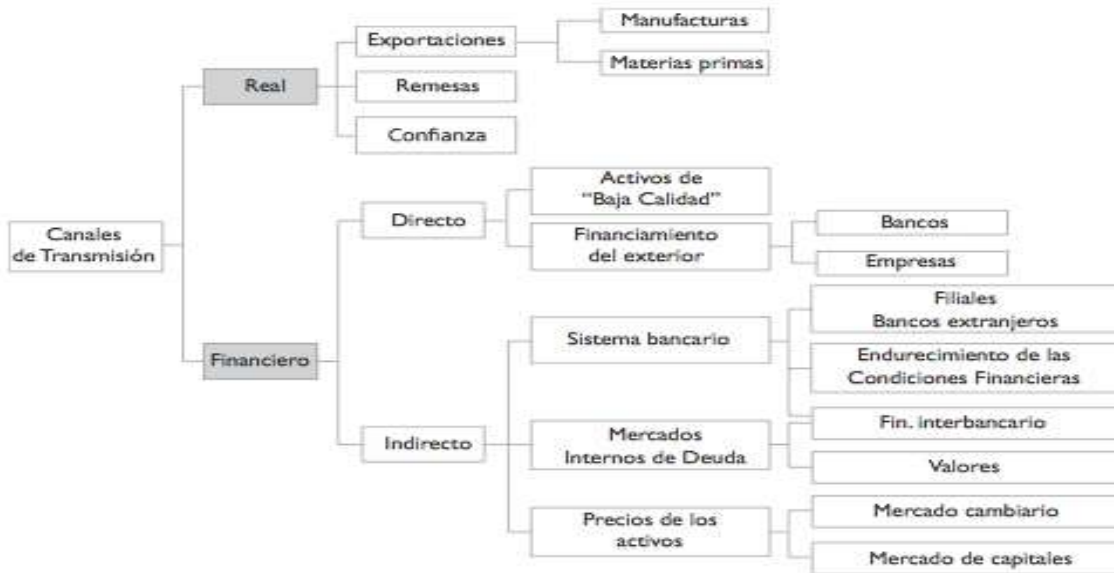 Canales
de Transmisión
Real
Exportaciones
Manufacturas
Materias primas
Remesas
Confianza
Financiero
Directo
Activos de
“Baja Calidad”
Financiamiento
del exterior
Bancos
Empresas
Indirecto
Sistema bancario
Filiales
Bancos extranjeros
Endurecimiento de las
Condiciones Financieras
Fin. interbancario
Mercados
Internos de Deuda
Valores
Precios de los
activos
Mercado cambiario
Mercado de capitales